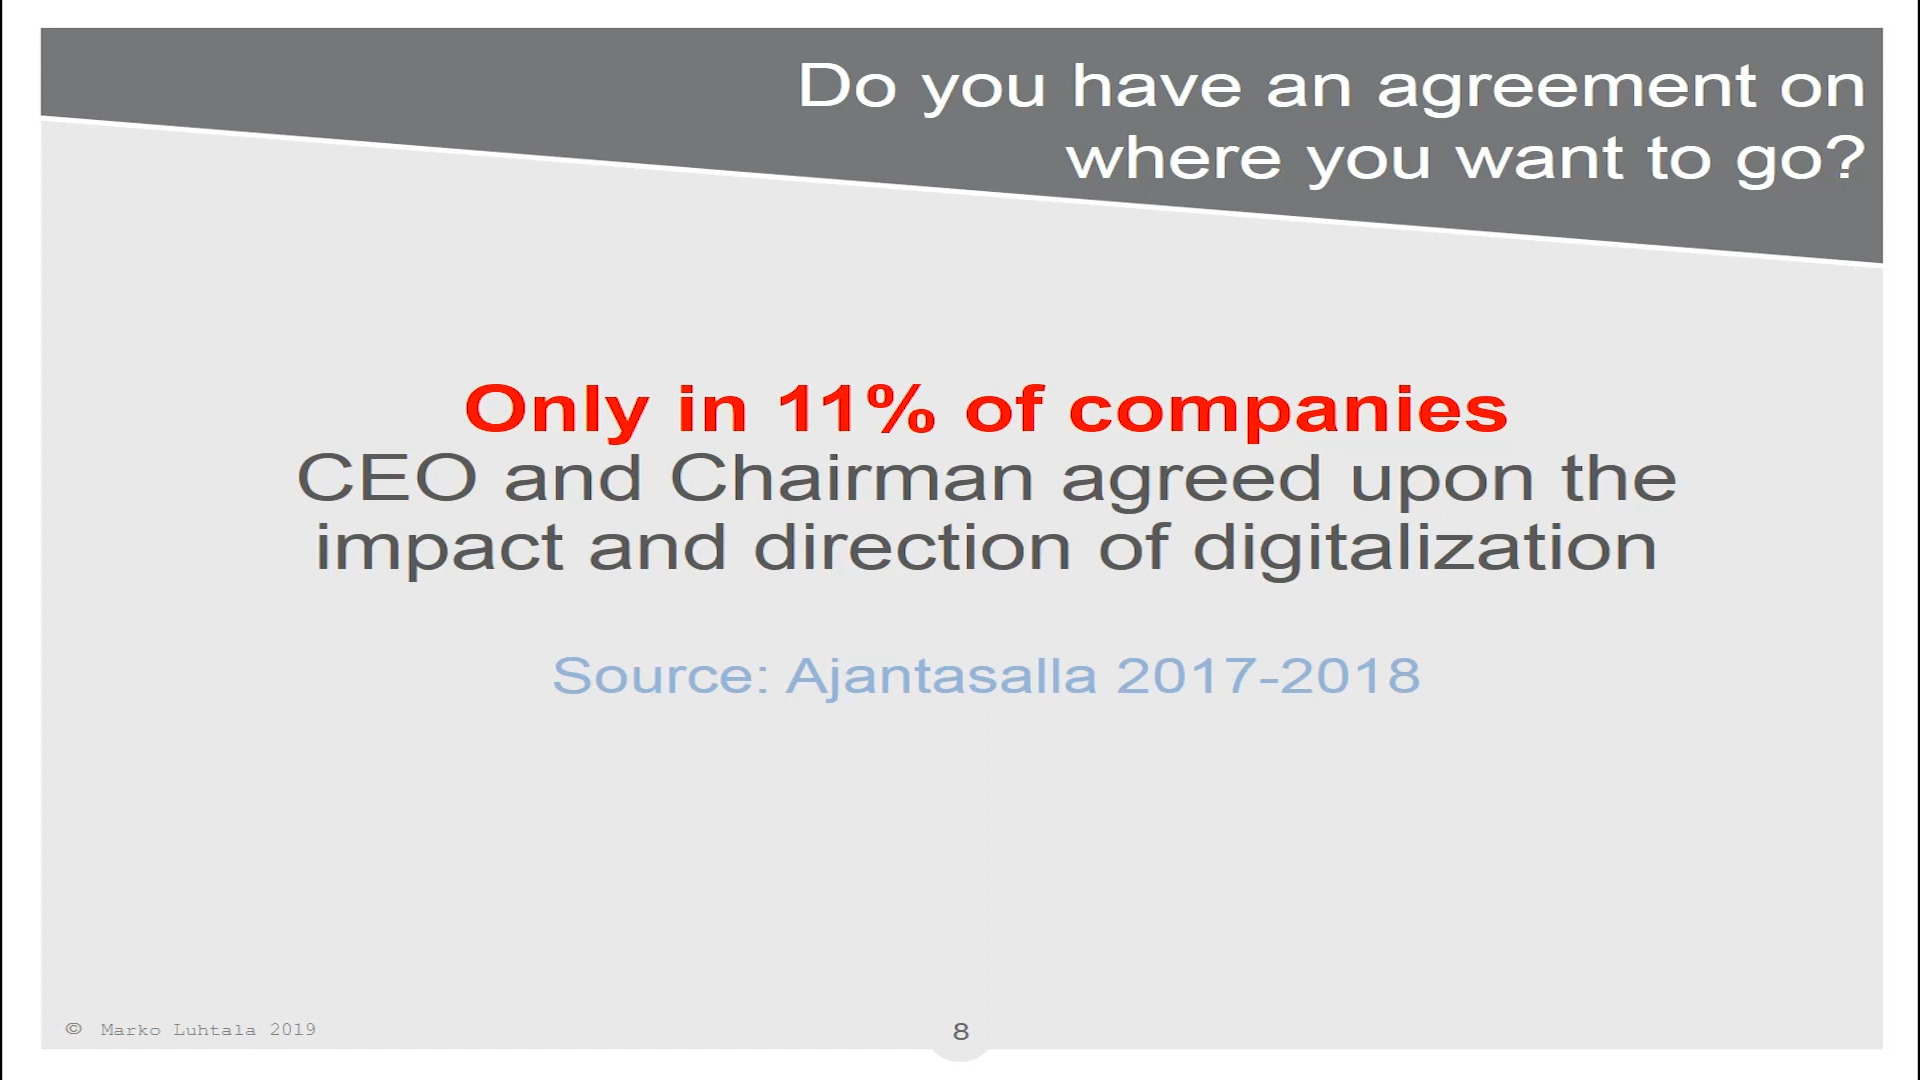 Do you have an agreement on
where you want to go?
Only in 11% of companies
CEO and Chairman agreed upon the
impact and direction of digitalization
Source: Ajantasalla 2017-2018
© Marko Luhtala 2019
8